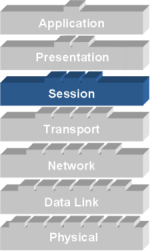 Application
Presentation
Session
Transport
Network
Data Link
Physical